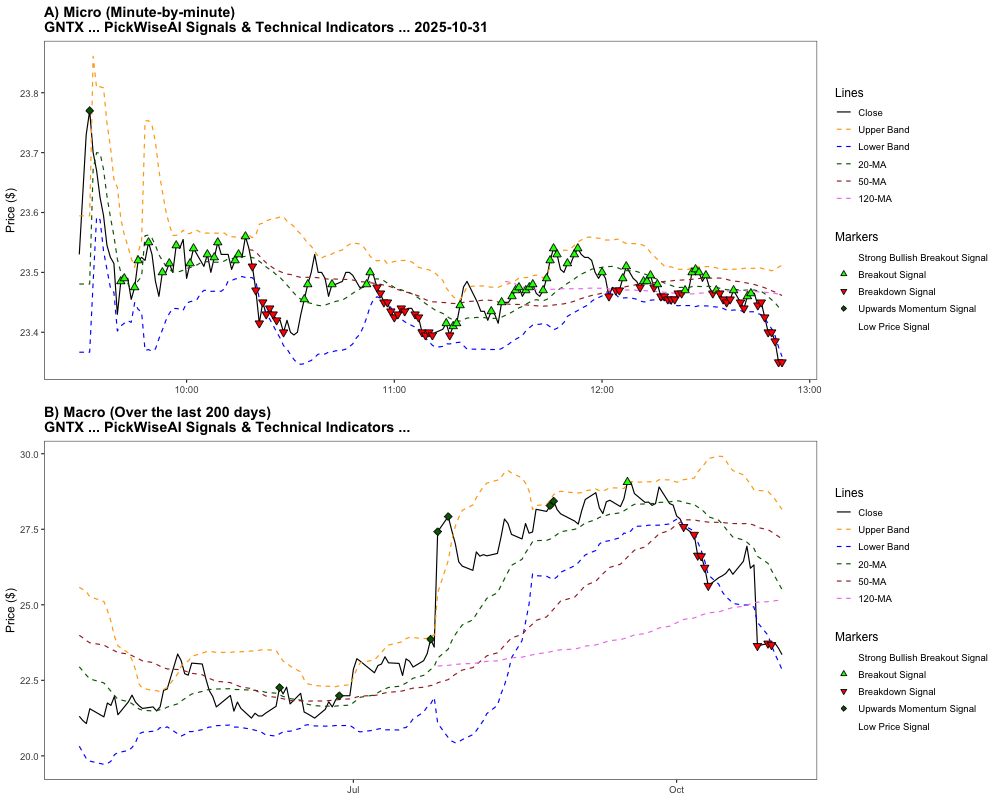 A) Micro (Minute-by-minute)
GNTX ... PickWiseAI Signals & Technical Indicators ... 2025-10-31
Price ($)
23.8
23.7
23.6
23.5
23.4
10:00
11:00
12:00
13:00
Lines
Close
Upper Band
Lower Band
20-MA
50-MA
120-MA
Markers
Strong Bullish Breakout Signal
Breakout Signal
Breakdown Signal
Upwards Momentum Signal
Low Price Signal
B) Macro (Over the last 200 days)
GNTX ... PickWiseAI Signals & Technical Indicators ...
Price ($)
30.0
27.5
25.0
22.5
20.0
Jul
Oct
Lines
Close
Upper Band
Lower Band
20-MA
50-MA
120-MA
Markers
Strong Bullish Breakout Signal
Breakout Signal
Breakdown Signal
Upwards Momentum Signal
Low Price Signal